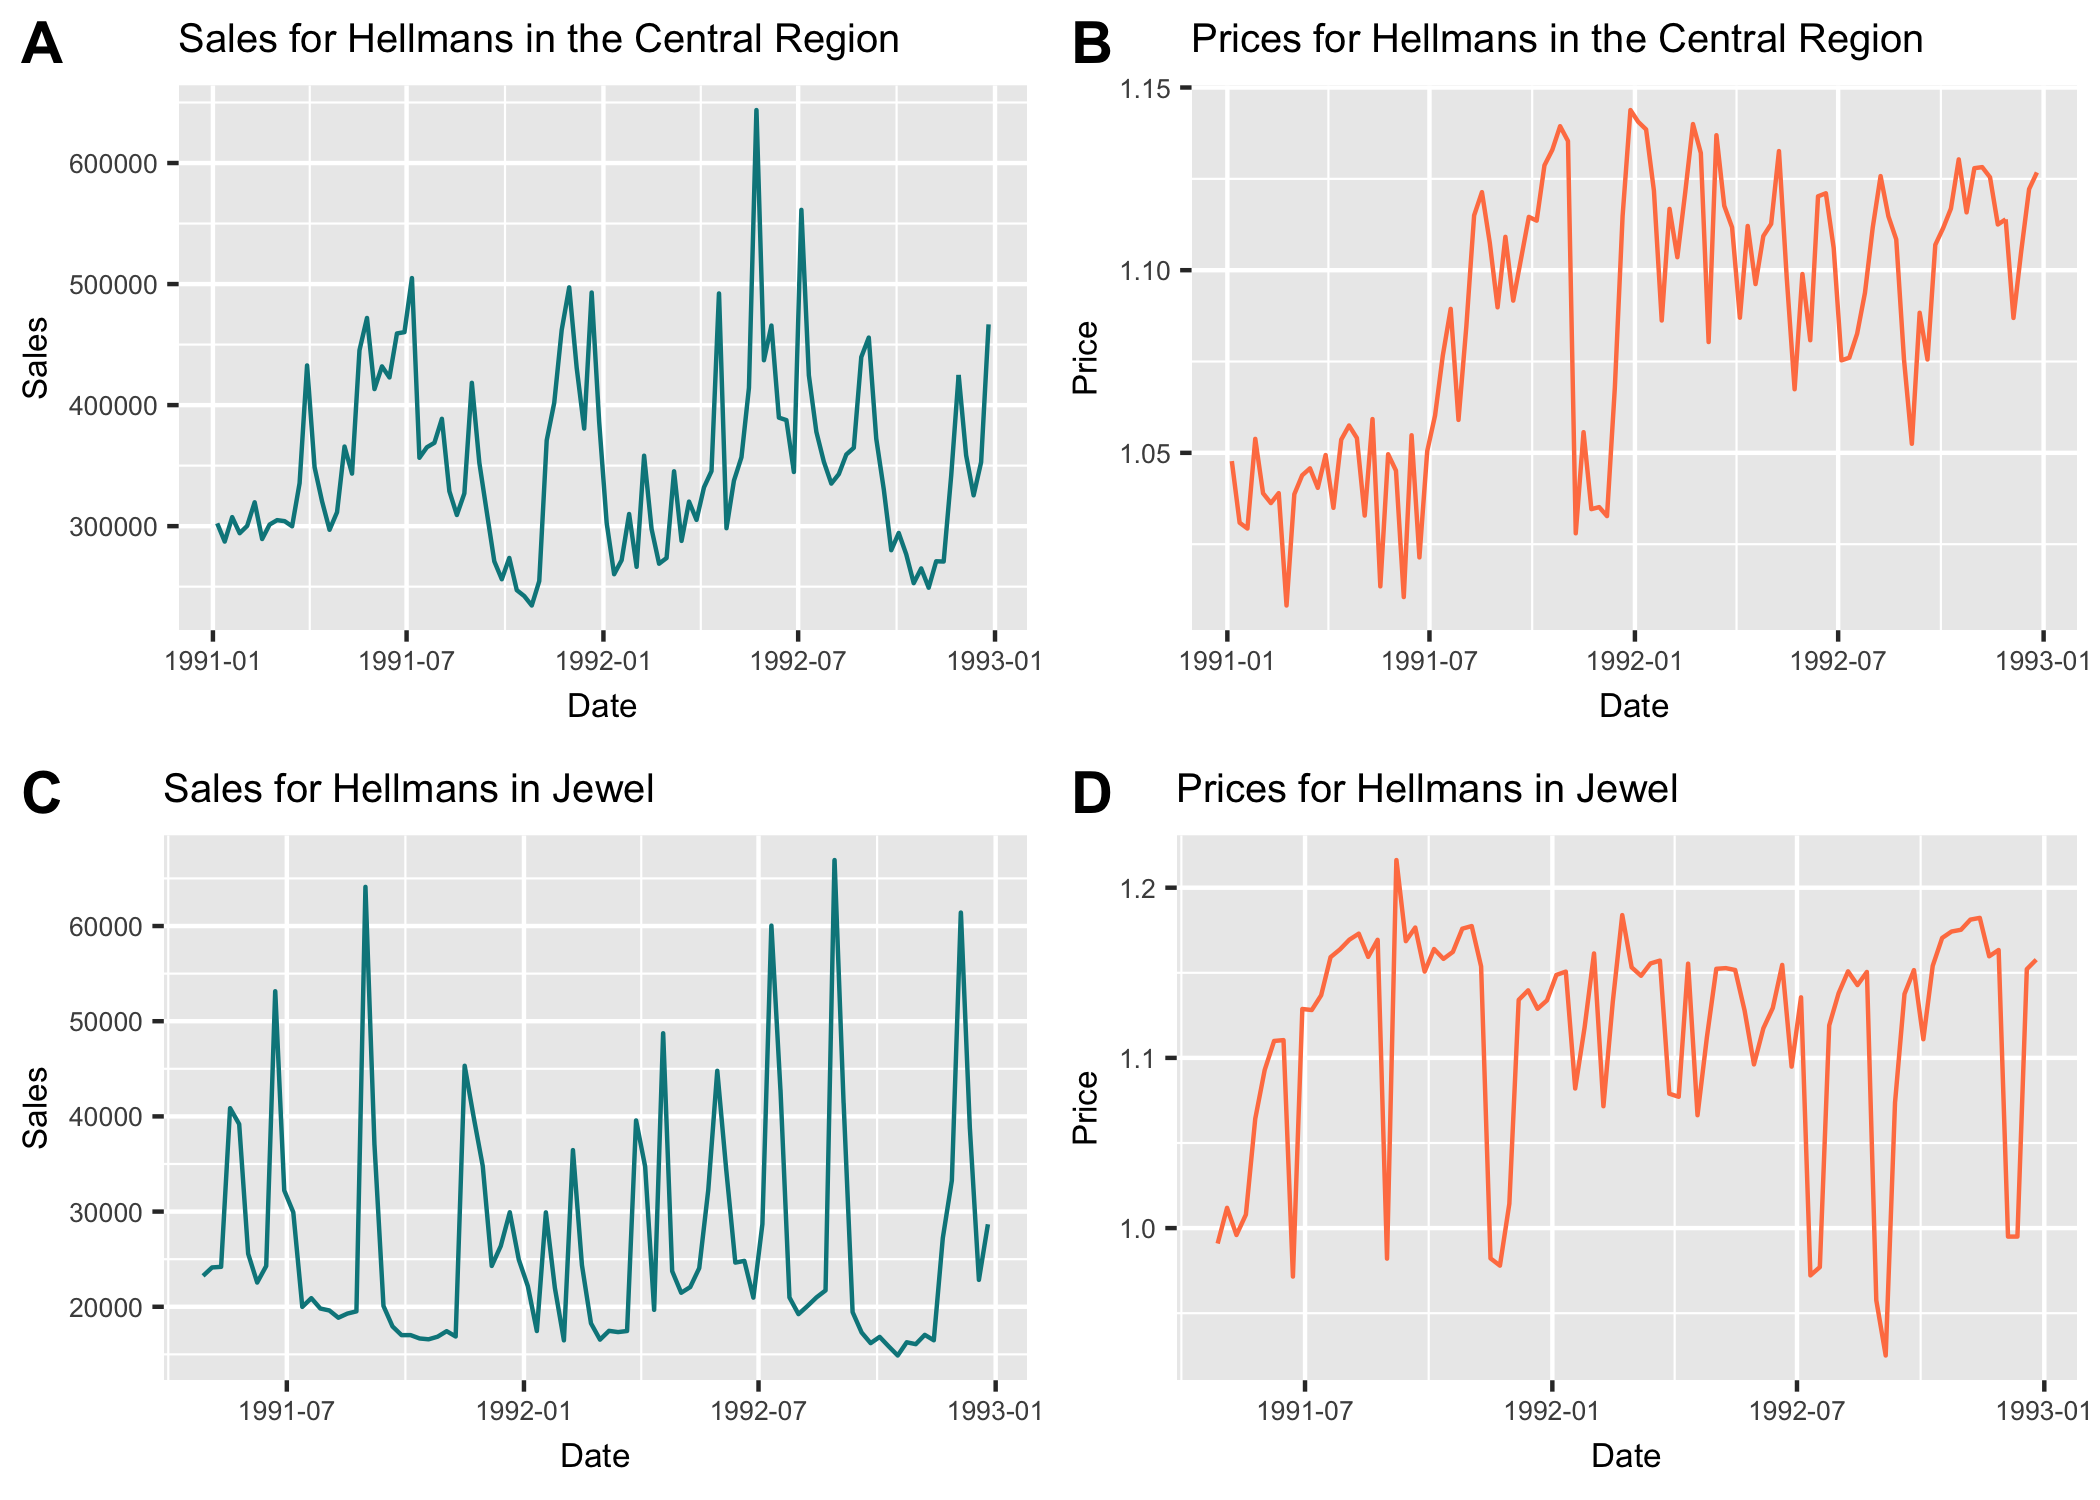 A
Sales for Hellmans in the Central Region
Sales
600000
500000
400000
300000
1991-01
1991-07
1992-01
1992-07
1993-01
Date
B
Prices for Hellmans in the Central Region
Price
1.15
1.10
1.05
1991-01
1991-07
1992-01
1992-07
1993-01
Date
C
Sales for Hellmans in Jewel
Sales
60000
50000
40000
30000
20000
1991-07
1992-01
1992-07
1993-01
Date
D
Prices for Hellmans in Jewel
Price
1.2
1.1
1.0
1991-07
1992-01
1992-07
1993-01
Date